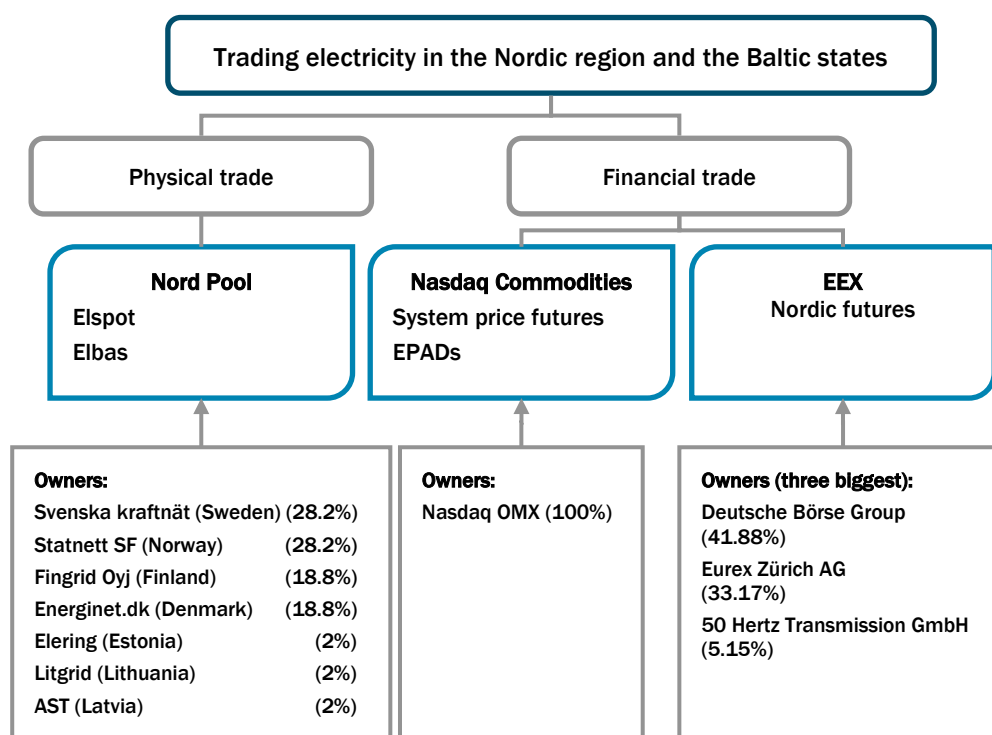 Trading electricity in the Nordic region and the Baltic states
Physical trade
Financial trade
Nord Pool
Elspot
Elbas
Nasdaq Commodities
System price futures
EPADs
EEX
Nordic futures
Owners:
Svenska kraftnät (Sweden) (28.2%)
Statnett SF (Norway) (28.2%)
Fingrid Oyj (Finland) (18.8%)
Energinet.dk (Denmark) (18.8%)
Elering (Estonia) (2%)
Litgrid (Lithuania) (2%)
AST (Latvia) (2%)
Owners:
Nasdaq OMX (100%)
Owners (three biggest):
Deutsche Börse Group
(41.88%)
Eurex Zürich AG
(33.17%)
50 Hertz Transmission GmbH
(5.15%)